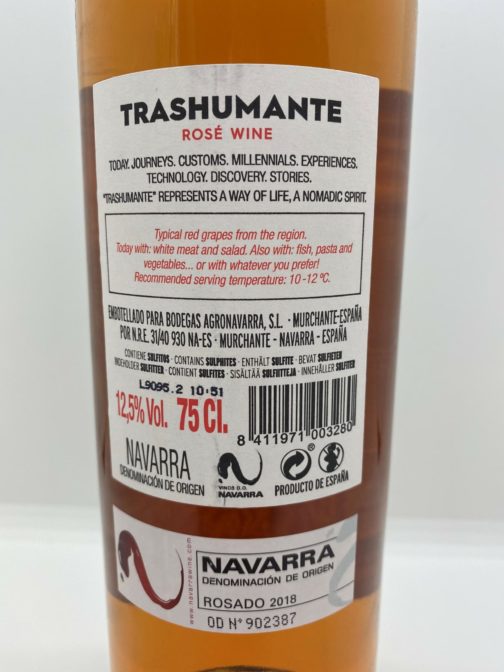 TRASHUMANTE
ROSÉ WINE
TODAY. JOURNEYS. CUSTOMS. MILLENNIALS. EXPERIENCES.
TECHNOLOGY. DISCOVERY. STORIES.
"TRASHUMANTE" REPRESENTS A WAY OF LIFE, A NOMADIC SPIRIT.
Typical red grapes from the region.
Today with: white meat and salad. Also with: fish, pasta and
vegetables... or with whatever you prefer!
Recommended serving temperature: 10-12 ºC.
EMBOTELLADO PARA BODEGAS AGRONAVARRA, S.L. · MURCHANTE-ESPAÑA
POR N.R.E. 31/40 930 NA-ES · MURCHANTE - NAVARRA - ESPAÑA
CONTIENE SULFITOS · CONTAINS SULPHITES · ENTHÄLT SULFITE · BEVAT SULFIETEN
INDEHOLDER SULFITTER · CONTIENT SULFITES · SISÄLTÄÄ SULFIITTEJA · INNEHÅLLER SULFITER
L9095.2 10:51
12,5% Vol. 75 Cl.
8 411971 003280
NAVARRA
DENOMINACIÓN DE ORIGEN
VINOS D.O.
NAVARRA
®
PRODUCTO DE ESPAÑA
www.navarrawine.com
NAVARRA
DENOMINACIÓN DE ORIGEN
ROSADO 2018
OD Nº 902387